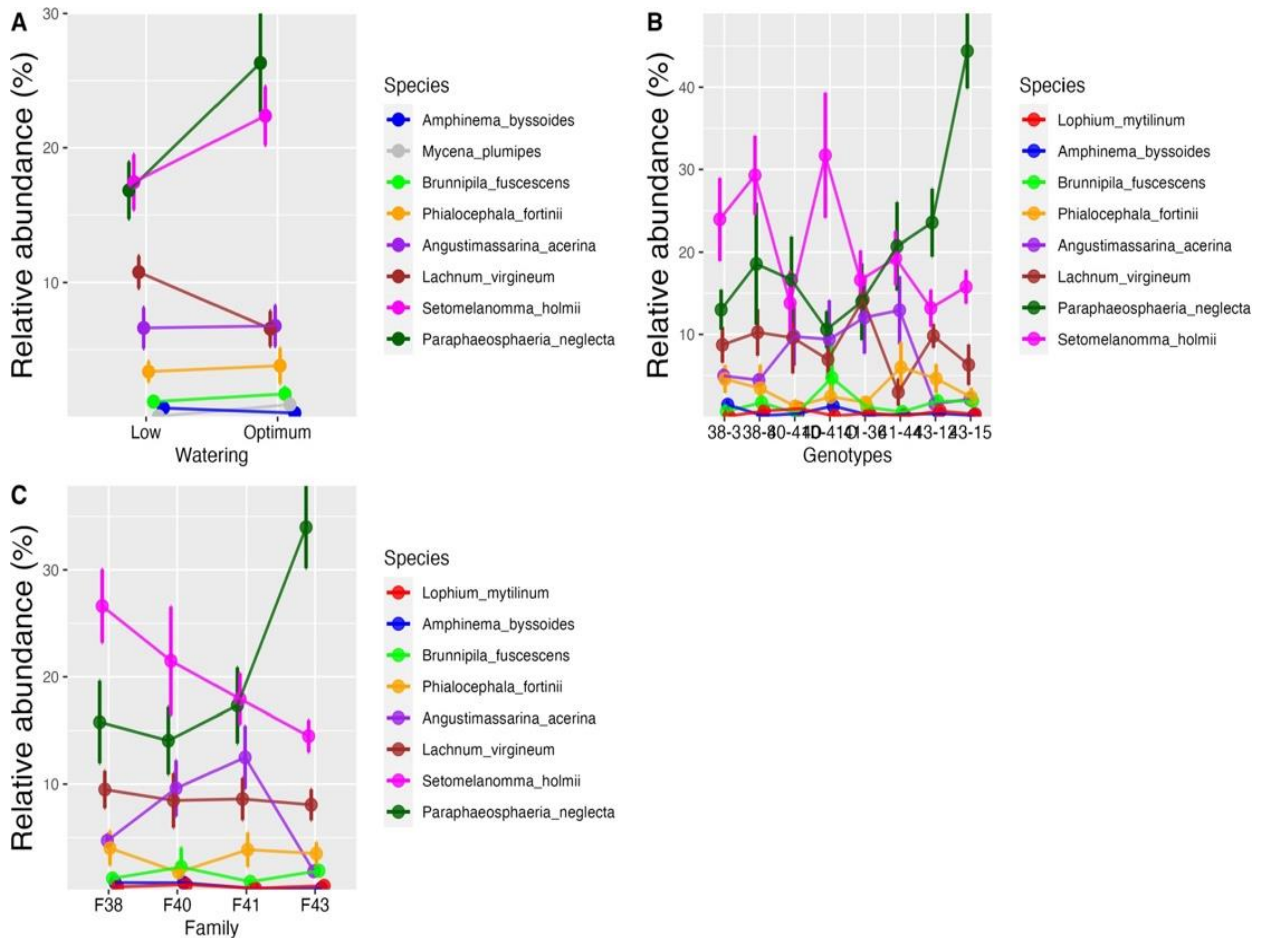 A
Relative abundance (%)
30
20
10
Low
Optimum
Watering
Species
Amphinema_byssoides
Mycena_plumipes
Brunnipila_fuscescens
Phialocephala_fortinii
Angustimassarina_acerina
Lachnum_virgineum
Setomelanomma_holmii
Paraphaeosphaeria_neglecta
B
Relative abundance (%)
40
30
20
10
43-15
Genotypes
Species
Lophium_mytilinum
Amphinema_byssoides
Brunnipila_fuscescens
Phialocephala_fortinii
Angustimassarina_acerina
Lachnum_virgineum
Paraphaeosphaeria_neglecta
Setomelanomma_holmii
C
Relative abundance (%)
30
20
10
F38
F40
F41
F43
Family
Species
Lophium_mytilinum
Amphinema_byssoides
Brunnipila_fuscescens
Phialocephala_fortinii
Angustimassarina_acerina
Lachnum_virgineum
Setomelanomma_holmii
Paraphaeosphaeria_neglecta